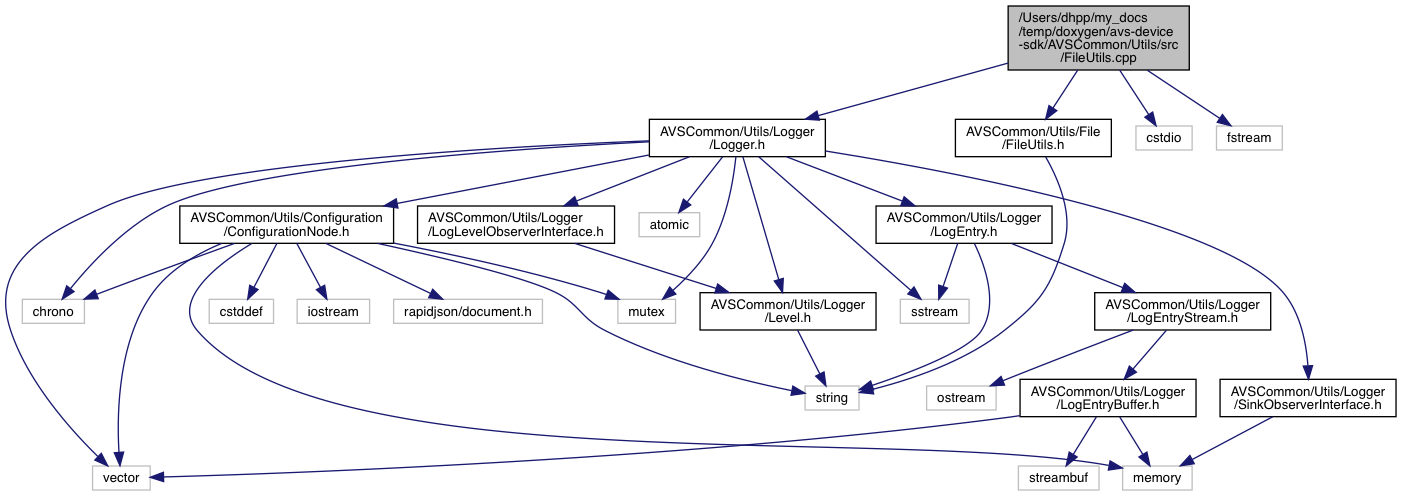 /Users/dhpp/my_docs
/temp/doxygen/avs-device
-sdk/AVSCommon/Utils/src
/FileUtils.cpp
AVSCommon/Utils/Logger
/Logger.h
AVSCommon/Utils/File
/FileUtils.h
cstdio
fstream
AVSCommon/Utils/Configuration
/ConfigurationNode.h
AVSCommon/Utils/Logger
/LogLevelObserverInterface.h
atomic
AVSCommon/Utils/Logger
/LogEntry.h
chrono
cstddef
iostream
rapidjson/document.h
mutex
AVSCommon/Utils/Logger
/Level.h
sstream
AVSCommon/Utils/Logger
/LogEntryStream.h
string
ostream
AVSCommon/Utils/Logger
/LogEntryBuffer.h
AVSCommon/Utils/Logger
/SinkObserverInterface.h
vector
streambuf
memory